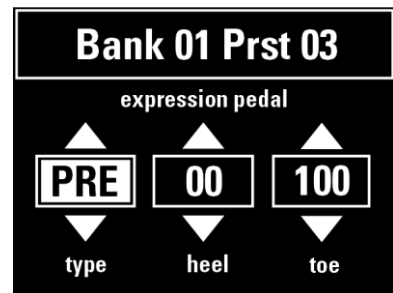 Bank 01 Prst 03
expression pedal
PRE 00 100
type heel toe